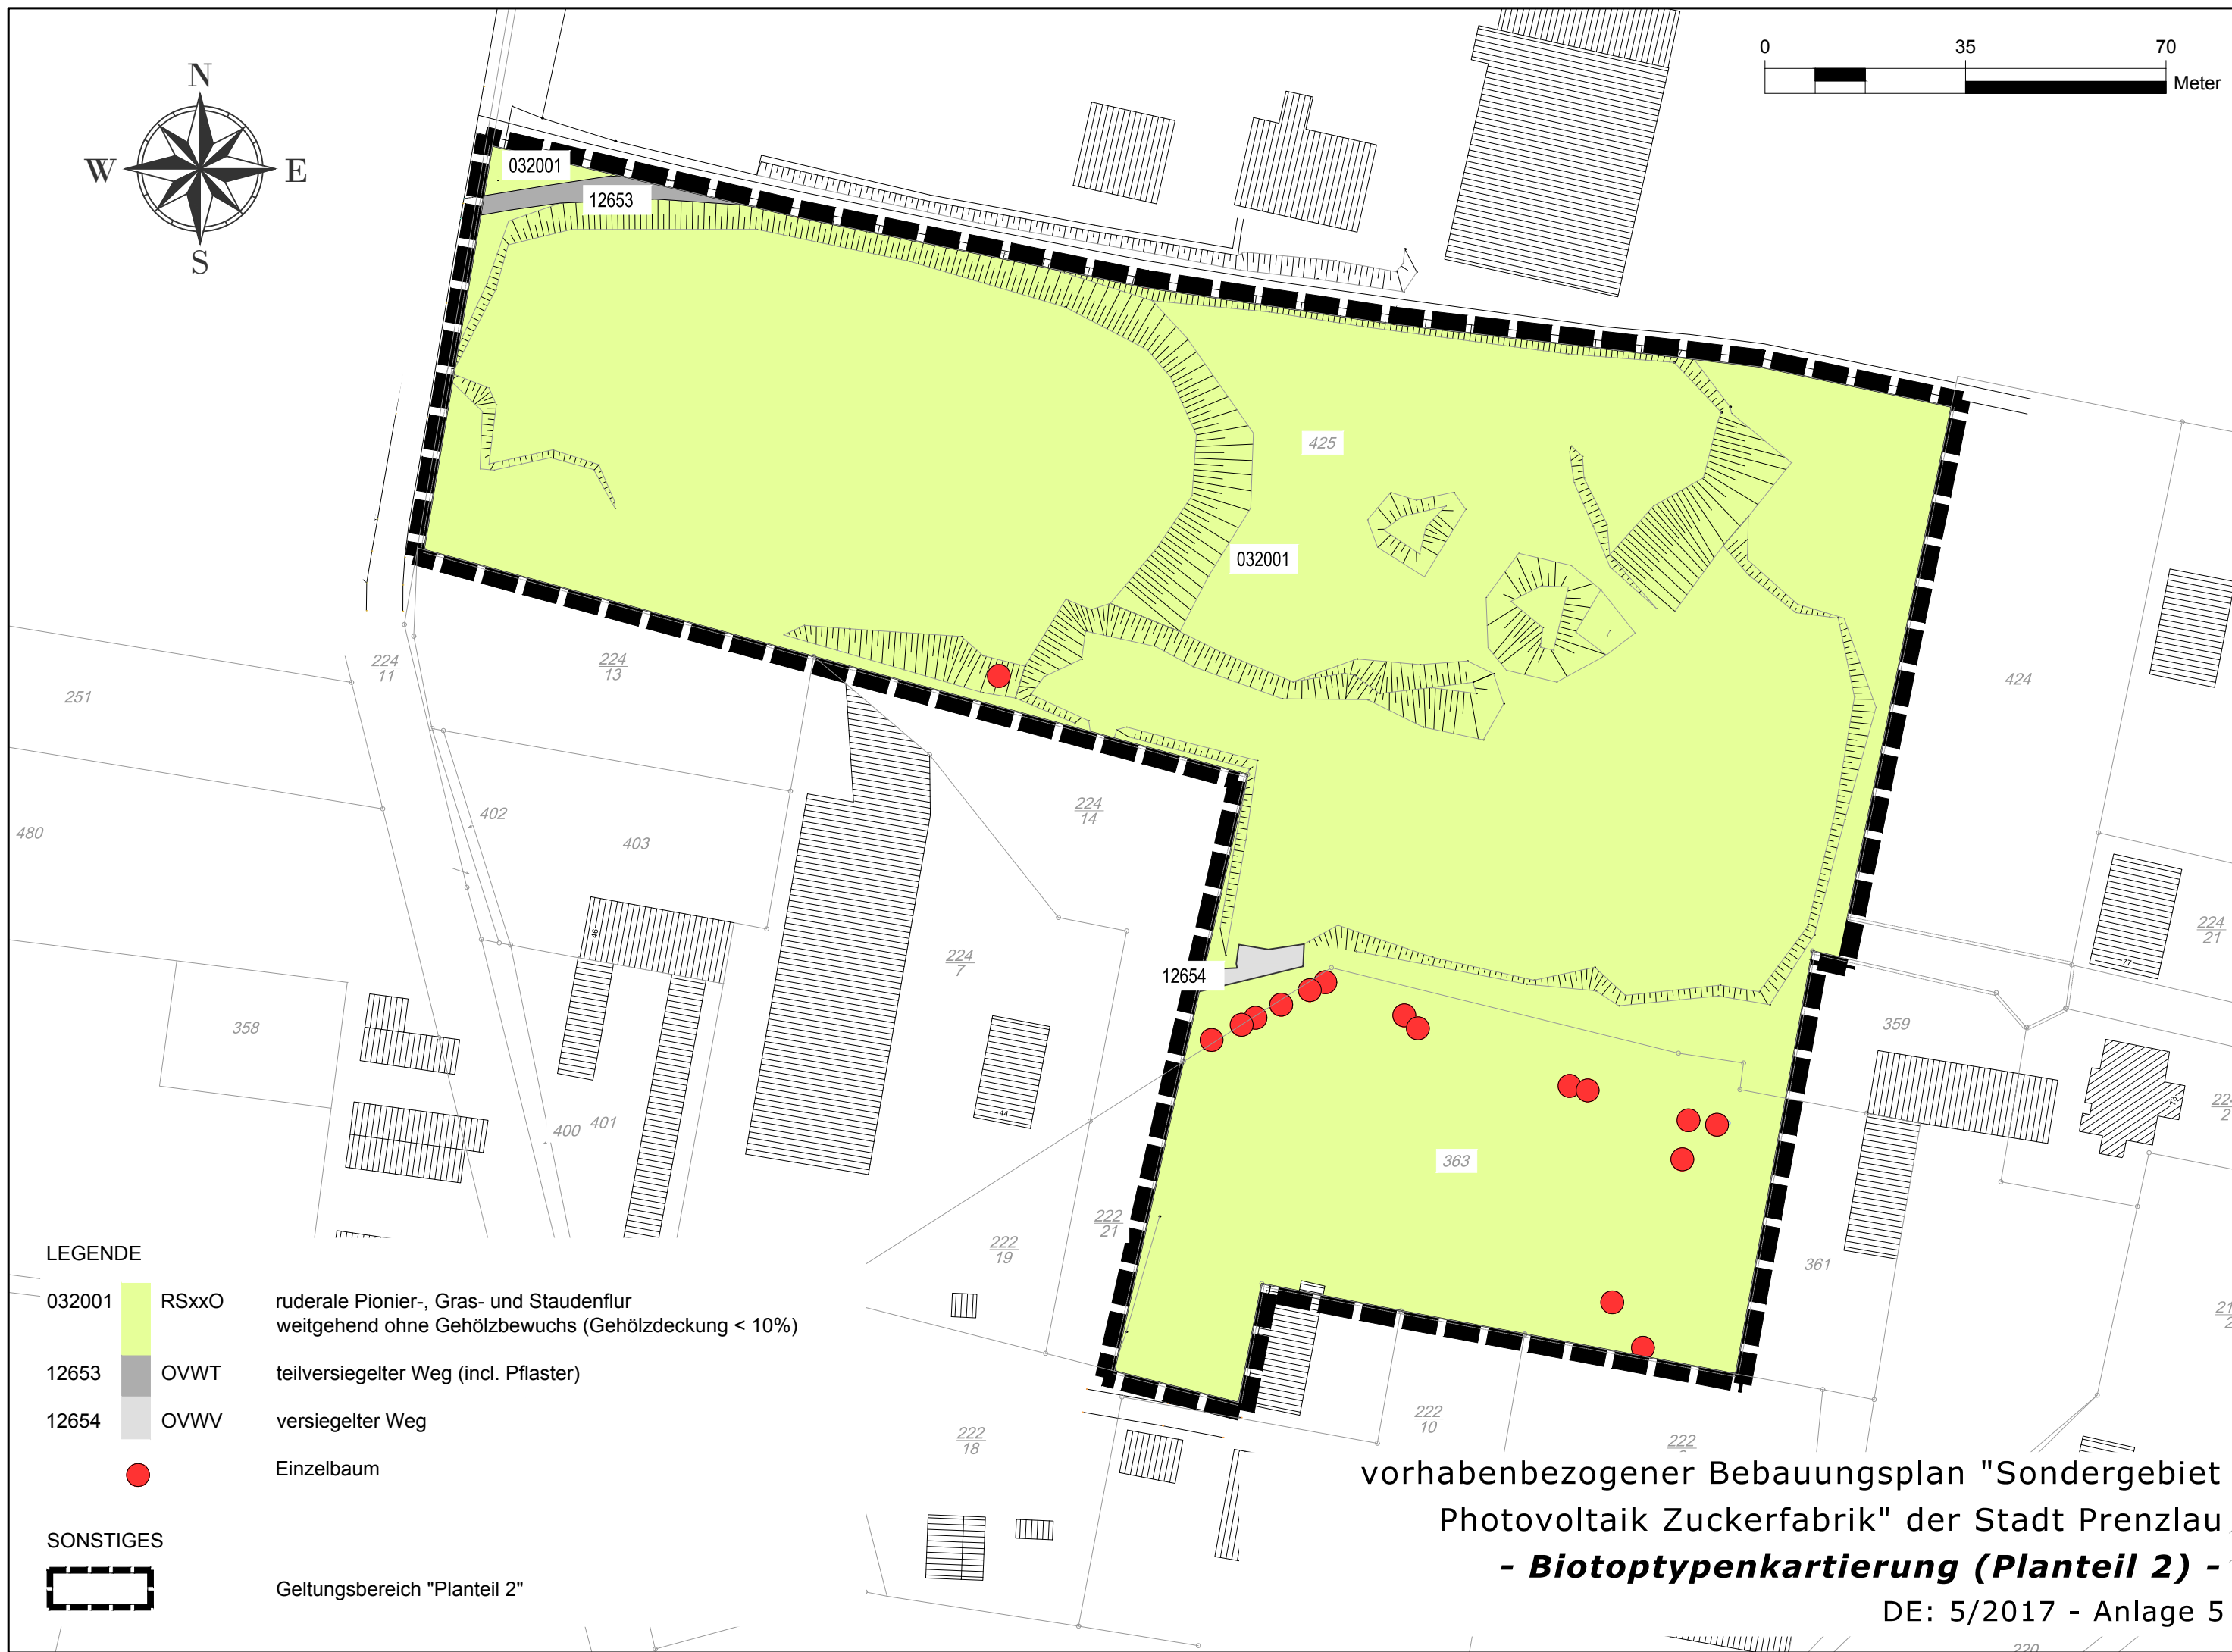 0 35 70
Meter
N
W E
S
032001
12653
425
032001
224
11
224
13
251
424
480
402
403
224
14
46
224
7
224
21
77
12654
358
44
359
400 401
363
222
21
222
19
361
LEGENDE
032001 RSxxO ruderale Pionier-, Gras- und Staudenflur
weitgehend ohne Gehölzbewuchs (Gehölzdeckung < 10%)
12653 OVWT teilversiegelter Weg (incl. Pflaster)
12654 OVWV versiegelter Weg
Einzelbaum
SONSTIGES
Geltungsbereich "Planteil 2"
222
18
222
10
222
vorhabenbezogener Bebauungsplan "Sondergebiet
Photovoltaik Zuckerfabrik" der Stadt Prenzlau
- Biotoptypenkartierung (Planteil 2) -
DE: 5/2017 - Anlage 5